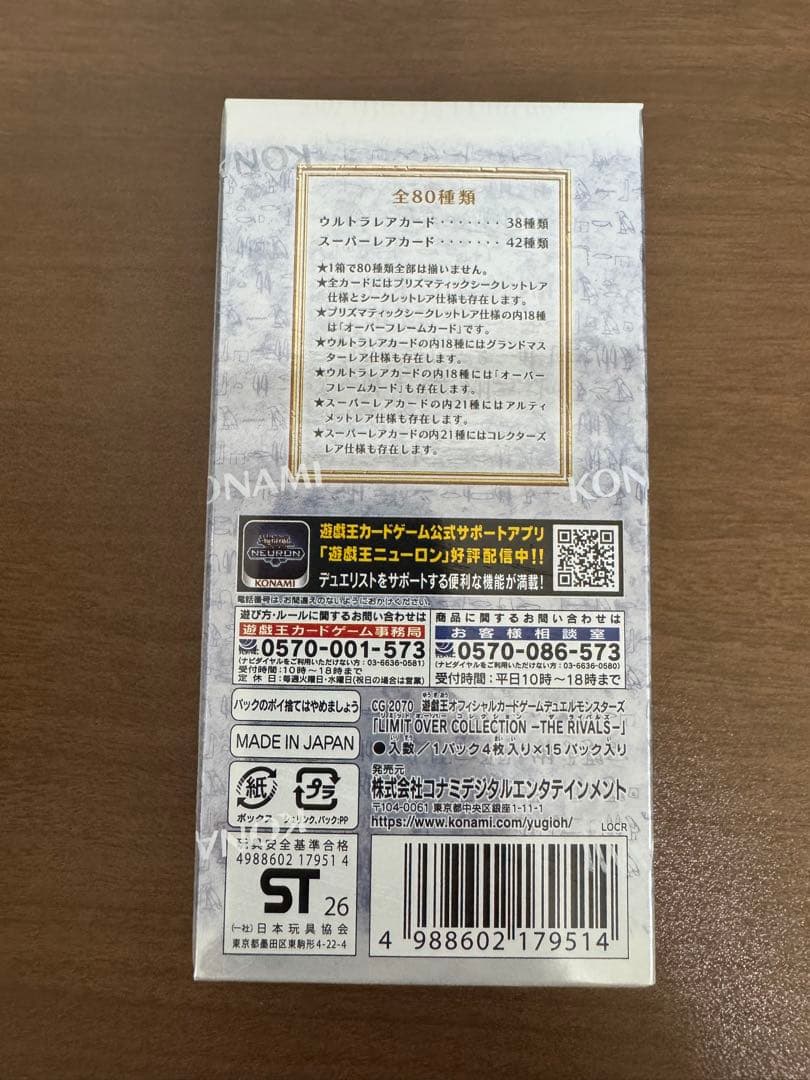 KONAMI
全80種類
ウルトラレアカード・・・・・・・38種類
スーパーレアカード・・・・・・・42種類
★1箱で80種類全部は揃いません。
★全カードにはプリズマティックシークレットレア
仕様とシークレットレア仕様も存在します。
★プリズマティックシークレットレア仕様の内18種
は「オーバーフレームカード」です。
★ウルトラレアカードの内18種にはグランドマス
ターレア仕様も存在します。
★ウルトラレアカードの内18種には「オーバー
フレームカード」も存在します。
★スーパーレアカードの内21種にはアルティ
メットレア仕様も存在します。
★スーパーレアカードの内21種にはコレクターズ
レア仕様も存在します。
KONAMI
KONAMI
NEURON
KONAMI
遊戯王カードゲーム公式サポートアプリ
「遊戯王ニューロン」好評配信中!!
デュエリストをサポートする便利な機能が満載!
電話番号は、お間違えのないようにおかけください。
遊び方・ルールに関するお問い合わせは
遊戯王カードゲーム事務局
0570-001-573
(ナビダイヤルをご利用いただけない方:03-6636-0581)
受付時間:10時〜18時まで
定休日:毎週火曜日・水曜日(祝日の場合は営業)
商品に関するお問い合わせは
お客様相談室
0570-086-573
(ナビダイヤルをご利用いただけない方:03-6636-0573)
受付時間:平日10時〜18時まで
パックのポイ捨てはやめましょう
MADE IN JAPAN
CG 2070 遊戯王オフィシャルカードゲームデュエルモンスターズ
リミット オーバー コレクション ザ ライバルズ
「LIMIT OVER COLLECTION -THE RIVALS-」
●入数/1パック4枚入り×15パック入り
紙
ボックス
プラ
シュリンク、パック:PP
発売元
株式会社コナミデジタルエンタテインメント
〒104-0061 東京都中央区銀座1-11-1
https://www.konami.com/yugioh/
LOCR
玩具安全基準合格
4988602 17951 4
ST 26
(一社)日本玩具協会
東京都墨田区東駒形4-22-4
4 988602 179514